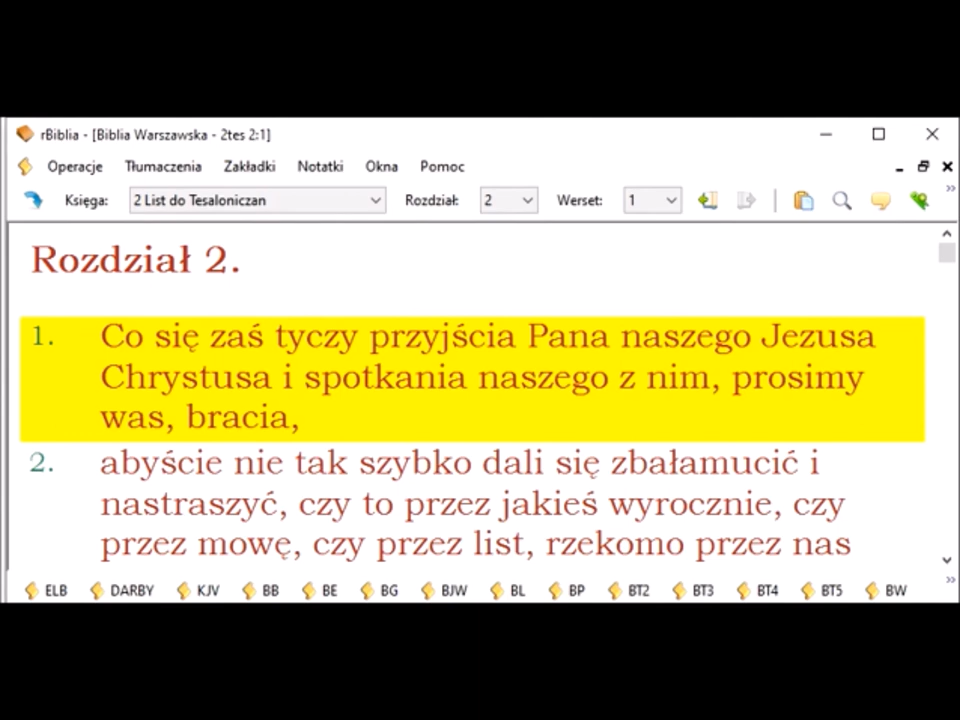 rBiblia - [Biblia Warszawska - 2tes 2:1]
Operacje Tłumaczenia Zakładki Notatki Okna Pomoc
Księga: 2 List do Tesaloniczan Rozdział: 2 Werset: 1
Rozdział 2.
1. Co się zaś tyczy przyjścia Pana naszego Jezusa
Chrystusa i spotkania naszego z nim, prosimy
was, bracia,
2. abyście nie tak szybko dali się zbałamucić i
nastraszyć, czy to przez jakieś wyrocznie, czy
przez mowę, czy przez list, rzekomo przez nas
ELB DARBY KJV BB BE BG BJW BL BP BT2 BT3 BT4 BT5 BW